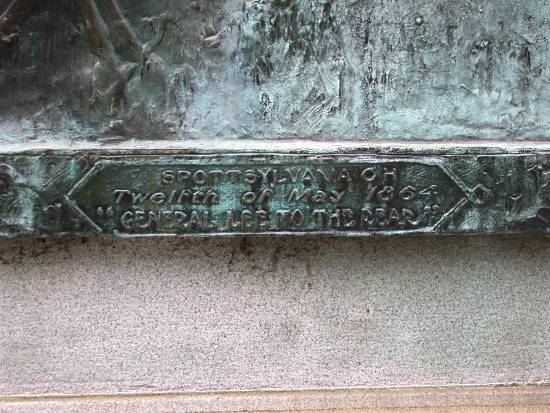 SPOTTSYLVANIA C.H
Twelfth of May 1864
"GENERAL LEE TO THE REAR"